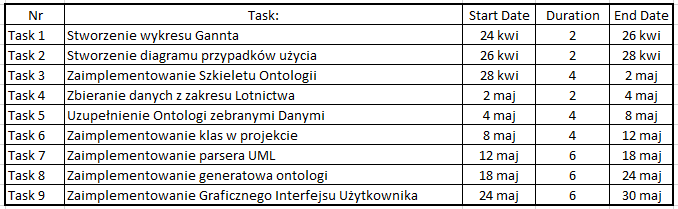 Nr Task: Start Date Duration End Date
Task 1 Stworzenie wykresu Gannta 24 kwi 2 26 kwi
Task 2 Stworzenie diagramu przypadków użycia 26 kwi 2 28 kwi
Task 3 Zaimplementowanie Szkieletu Ontologii 28 kwi 4 2 maj
Task 4 Zbieranie danych z zakresu Lotnictwa 2 maj 2 4 maj
Task 5 Uzupełnienie Ontologi zebranymi Danymi 4 maj 4 8 maj
Task 6 Zaimplementowanie klas w projekcie 8 maj 4 12 maj
Task 7 Zaimplementowanie parsera UML 12 maj 6 18 maj
Task 8 Zaimplementowanie generatowa ontologi 18 maj 6 24 maj
Task 9 Zaimplementowanie Graficznego Interfejsu Użytkownika 24 maj 6 30 maj